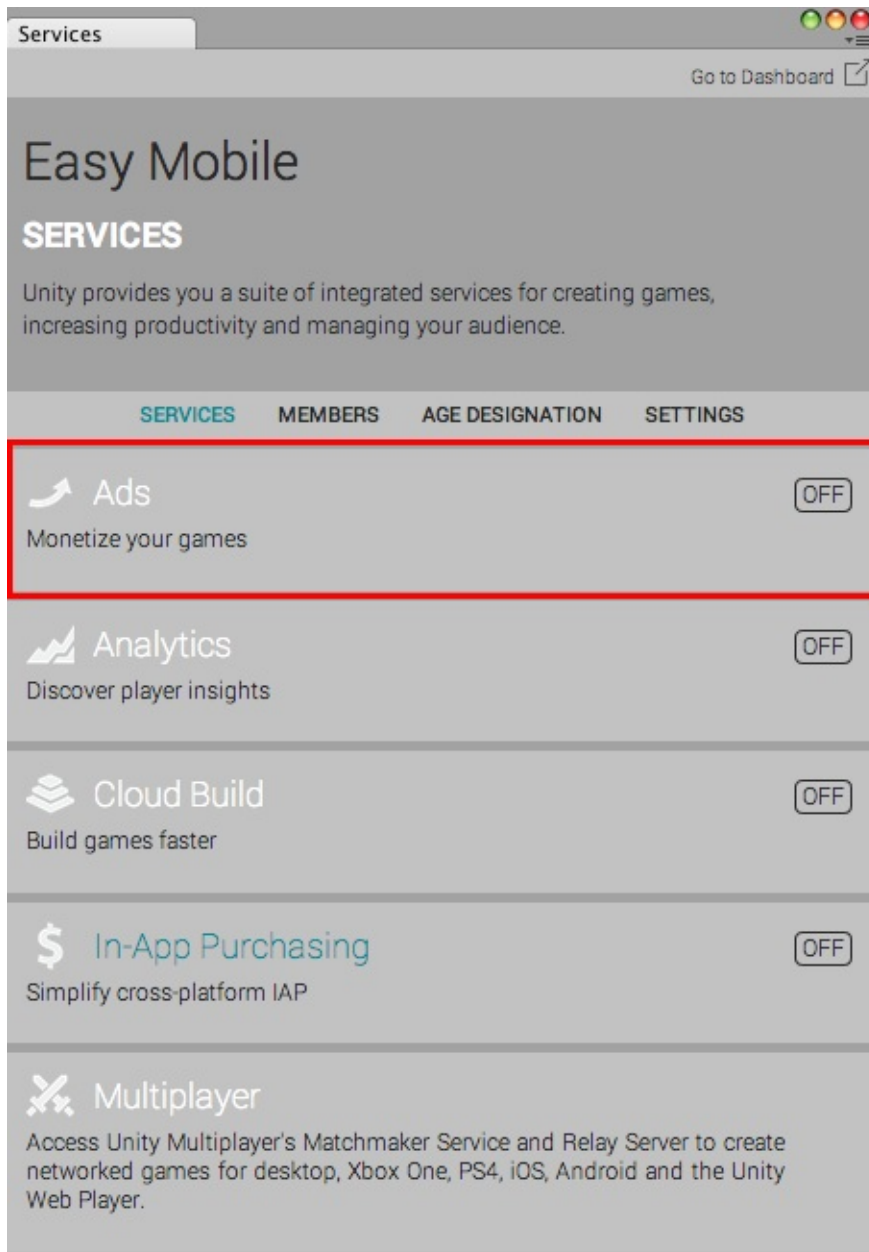 Services
Go to Dashboard
Easy Mobile
SERVICES
Unity provides you a suite of integrated services for creating games,
increasing productivity and managing your audience.
SERVICES MEMBERS AGE DESIGNATION SETTINGS
Ads OFF
Monetize your games
Analytics OFF
Discover player insights
Cloud Build OFF
Build games faster
In-App Purchasing OFF
Simplify cross-platform IAP
Multiplayer
Access Unity Multiplayer's Matchmaker Service and Relay Server to create
networked games for desktop, Xbox One, PS4, iOS, Android and the Unity
Web Player.